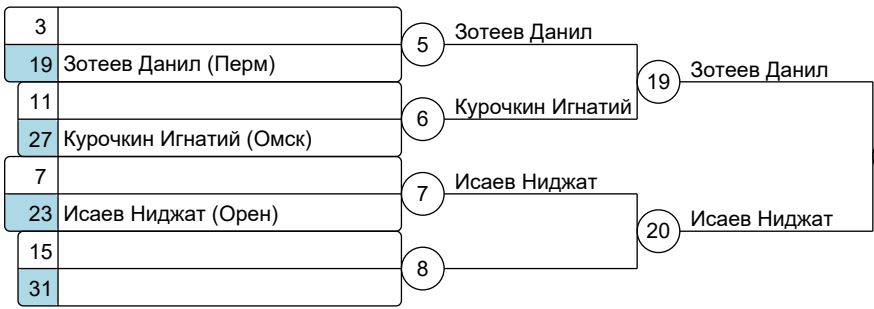 3
19 Зотеев Данил (Перм)
11
27 Курочкин Игнатий (Омск)
7
23 Исаев Ниджат (Орен)
15
31
5 Зотеев Данил
6 Курочкин Игнатий
7 Исаев Ниджат
8
19 Зотеев Данил
20 Исаев Ниджат